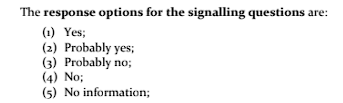 The response options for the signalling questions are:
(1) Yes;
(2) Probably yes;
(3) Probably no;
(4) No;
(5) No information;